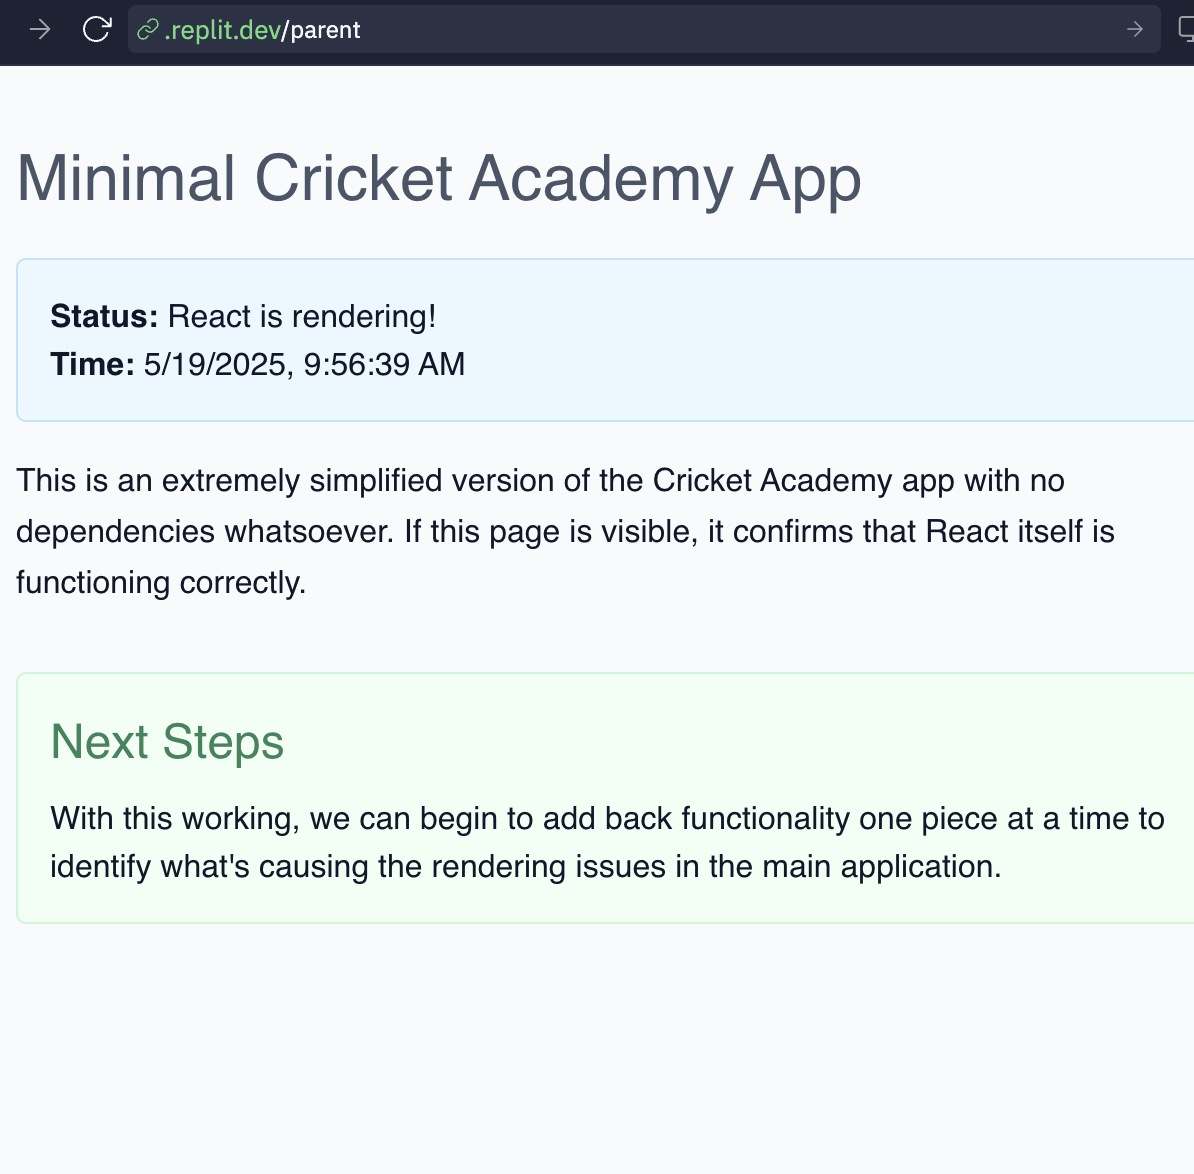 .replit.dev/parent
Minimal Cricket Academy App
Status: React is rendering!
Time: 5/19/2025, 9:56:39 AM
This is an extremely simplified version of the Cricket Academy app with no
dependencies whatsoever. If this page is visible, it confirms that React itself is
functioning correctly.
Next Steps
With this working, we can begin to add back functionality one piece at a time to
identify what's causing the rendering issues in the main application.